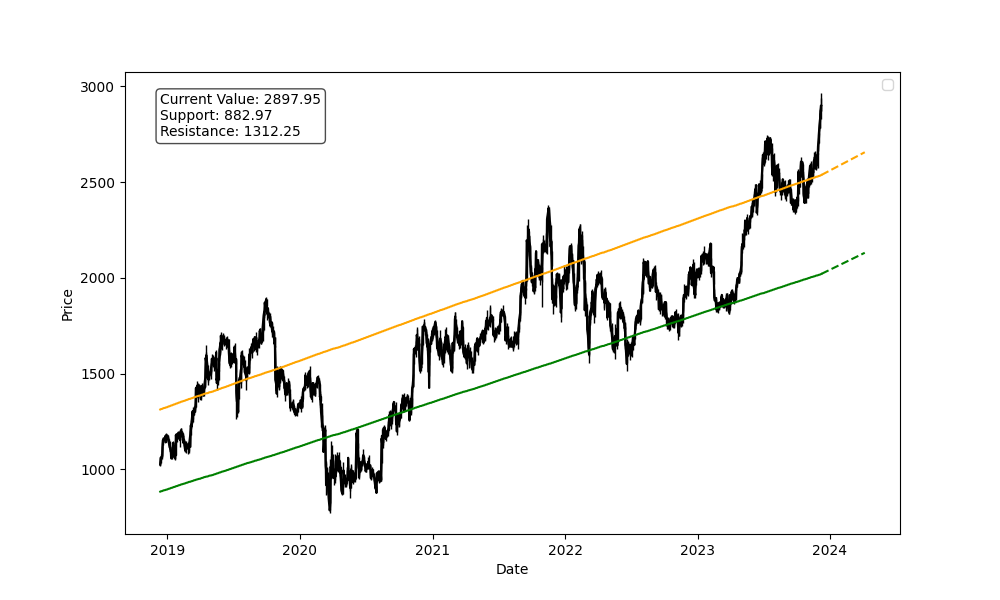 Current Value: 2897.95
Support: 882.97
Resistance: 1312.25
3000
2500
2000
1500
1000
Price
2019 2020 2021 2022 2023 2024
Date